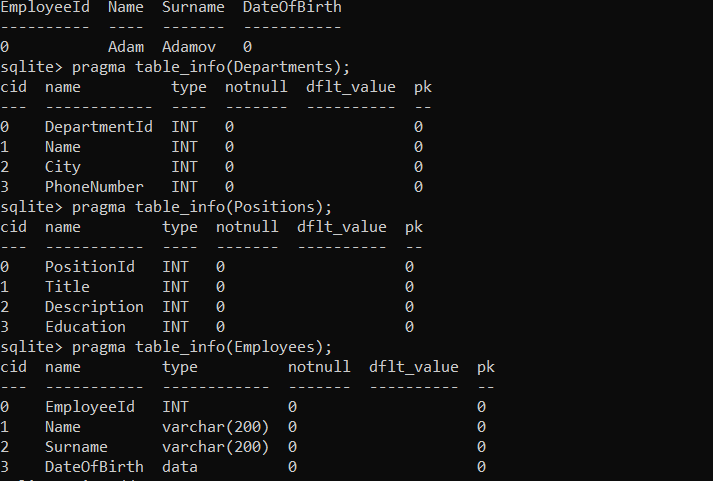 EmployeeId  Name  Surname  DateOfBirth
----------  ----  -------  -----------
0           Adam  Adamov   0
sqlite> pragma table_info(Departments);
cid  name          type  notnull  dflt_value  pk
---  ------------  ----  -------  ----------  --
0    DepartmentId  INT   0                    0
1    Name          INT   0                    0
2    City          INT   0                    0
3    PhoneNumber   INT   0                    0
sqlite> pragma table_info(Positions);
cid  name         type  notnull  dflt_value  pk
---  -----------  ----  -------  ----------  --
0    PositionId   INT   0                    0
1    Title        INT   0                    0
2    Description  INT   0                    0
3    Education    INT   0                    0
sqlite> pragma table_info(Employees);
cid  name         type          notnull  dflt_value  pk
---  -----------  ------------  -------  ----------  --
0    EmployeeId   INT           0                    0
1    Name         varchar(200)  0                    0
2    Surname      varchar(200)  0                    0
3    DateOfBirth  data          0                    0